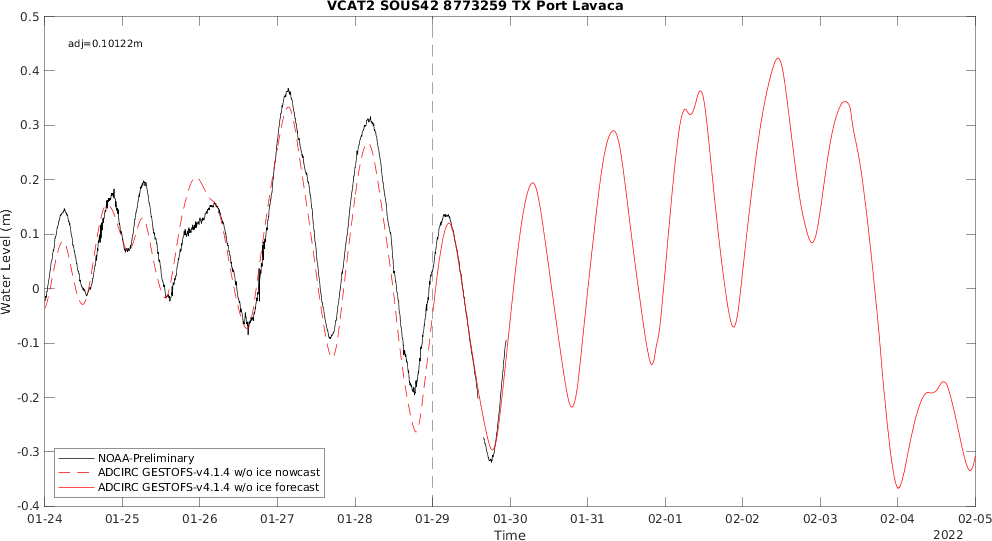 VCAT2 SOUS42 8773259 TX Port Lavaca
adj=0.10122m
Water Level (m)
0.5
0.4
0.3
0.2
0.1
0
-0.1
-0.2
-0.3
-0.4
NOAA-Preliminary
ADCIRC GESTOFS-v4.1.4 w/o ice nowcast
ADCIRC GESTOFS-v4.1.4 w/o ice forecast
01-24 01-25 01-26 01-27 01-28 01-29 01-30 01-31 02-01 02-02 02-03 02-04 02-05
Time
2022